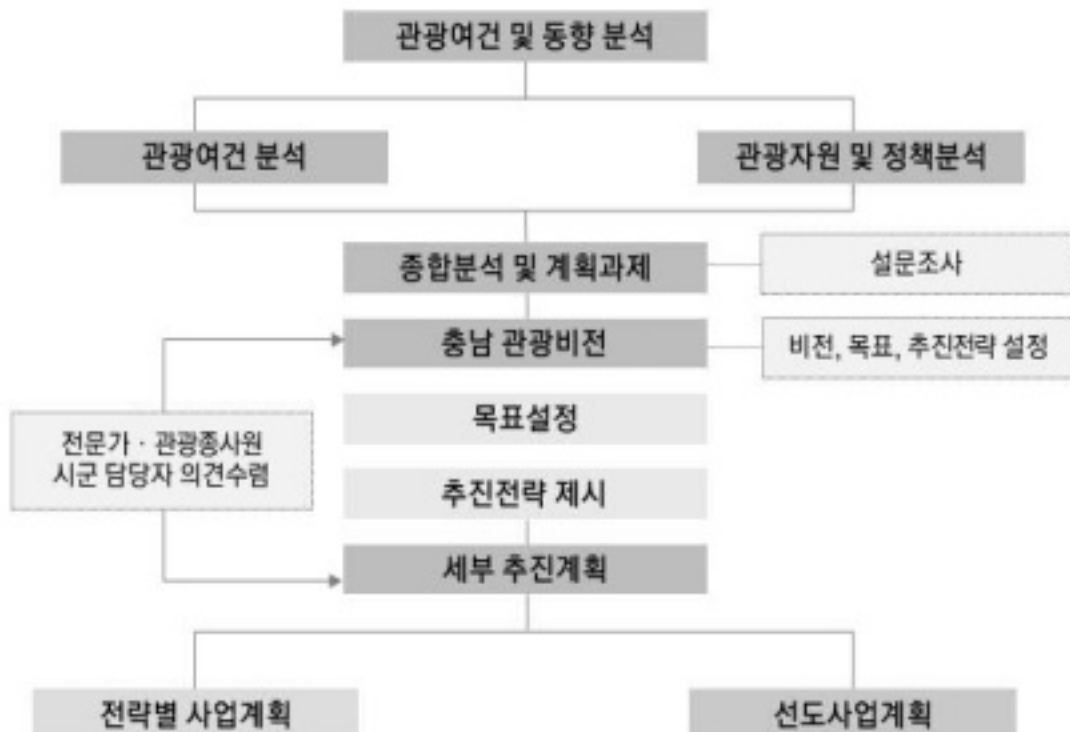 관광여건 및 동향 분석
관광여건 분석
관광자원 및 정책분석
종합분석 및 계획과제
설문조사
충남 관광비전
비전, 목표, 추진전략 설정
목표설정
전문가 · 관광종사원
시군 담당자 의견수렴
추진전략 제시
세부 추진계획
전략별 사업계획
선도사업계획